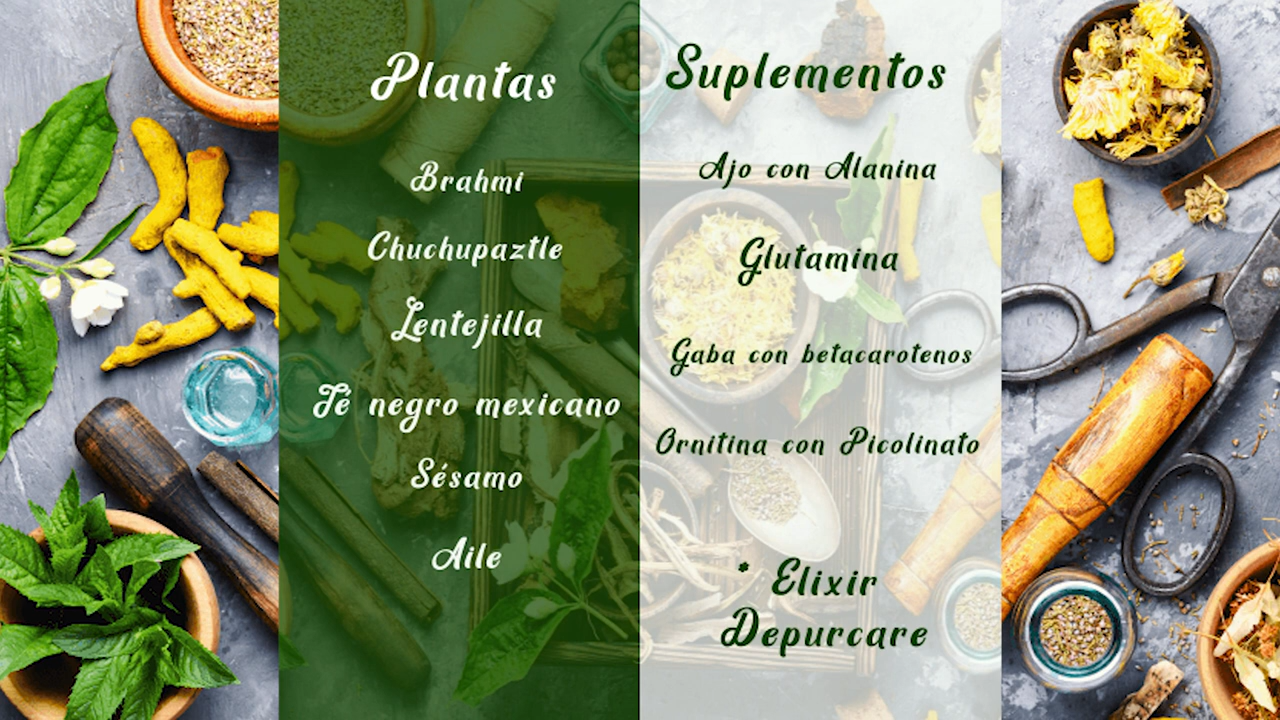 Plantas
Brahmi
Chuchupaztle
Lentejilla
Té negro mexicano
Sésamo
Aile
Suplementos
Ajo con Alanina
Glutamina
Gaba con betacarotenos
Ornitina con Picolinato
* Elixir
Depurcare